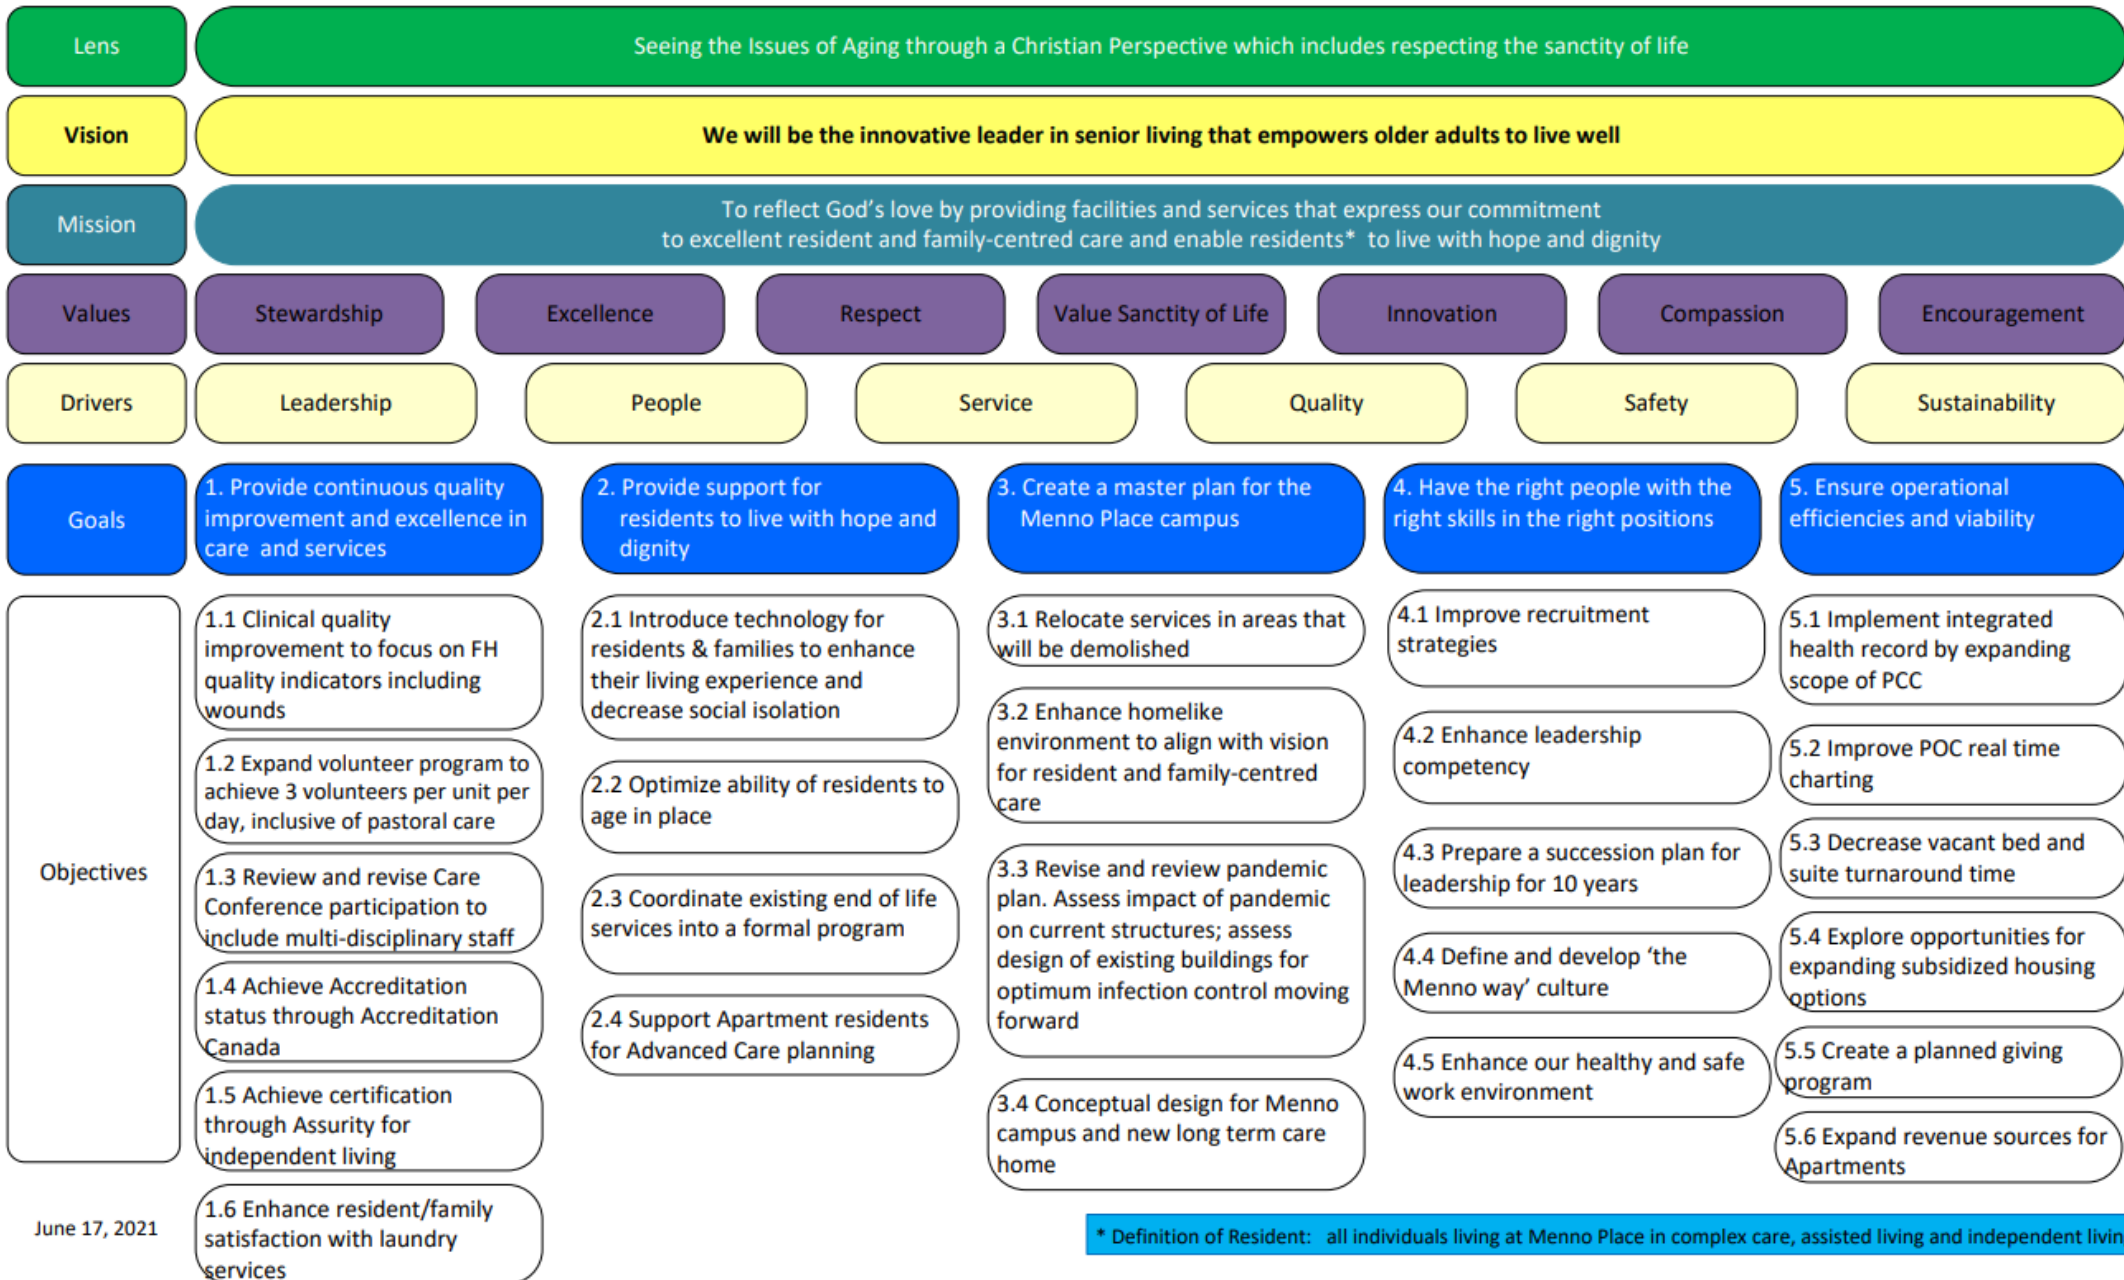 Lens
Seeing the Issues of Aging through a Christian Perspective which includes respecting the sanctity of life
Vision
We will be the innovative leader in senior living that empowers older adults to live well
Mission
To reflect God's love by providing facilities and services that express our commitment
to excellent resident and family-centred care and enable residents* to live with hope and dignity
Values
Stewardship
Excellence
Respect
Value Sanctity of Life
Innovation
Compassion
Encouragement
Drivers
Leadership
People
Service
Quality
Safety
Sustainability
Goals
1. Provide continuous quality
improvement and excellence in
care and services
2. Provide support for
residents to live with hope and
dignity
3. Create a master plan for the
Menno Place campus
4. Have the right people with the
right skills in the right positions
5. Ensure operational
efficiencies and viability
Objectives
1.1 Clinical quality
improvement to focus on FH
quality indicators including
wounds
1.2 Expand volunteer program to
achieve 3 volunteers per unit per
day, inclusive of pastoral care
1.3 Review and revise Care
Conference participation to
include multi-disciplinary staff
1.4 Achieve Accreditation
status through Accreditation
Canada
1.5 Achieve certification
through Assurity for
independent living
1.6 Enhance resident/family
satisfaction with laundry
services
2.1 Introduce technology for
residents & families to enhance
their living experience and
decrease social isolation
2.2 Optimize ability of residents to
age in place
2.3 Coordinate existing end of life
services into a formal program
2.4 Support Apartment residents
for Advanced Care planning
3.1 Relocate services in areas that
will be demolished
3.2 Enhance homelike
environment to align with vision
for resident and family-centred
care
3.3 Revise and review pandemic
plan. Assess impact of pandemic
on current structures; assess
design of existing buildings for
optimum infection control moving
forward
3.4 Conceptual design for Menno
campus and new long term care
home
4.1 Improve recruitment
strategies
4.2 Enhance leadership
competency
4.3 Prepare a succession plan for
leadership for 10 years
4.4 Define and develop 'the
Menno way' culture
4.5 Enhance our healthy and safe
work environment
5.1 Implement integrated
health record by expanding
scope of PCC
5.2 Improve POC real time
charting
5.3 Decrease vacant bed and
suite turnaround time
5.4 Explore opportunities for
expanding subsidized housing
options
5.5 Create a planned giving
program
5.6 Expand revenue sources for
Apartments
June 17, 2021
* Definition of Resident: all individuals living at Menno Place in complex care, assisted living and independent livin